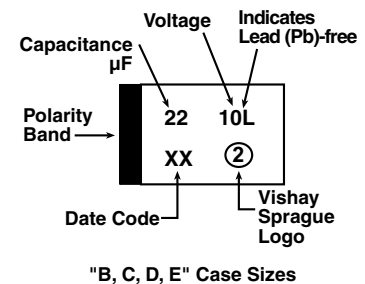 Voltage
Indicates
Lead (Pb)-free
Capacitance
µF
Polarity
Band
22
10L
XX
2
Date Code
Vishay
Sprague
Logo
"B, C, D, E" Case Sizes